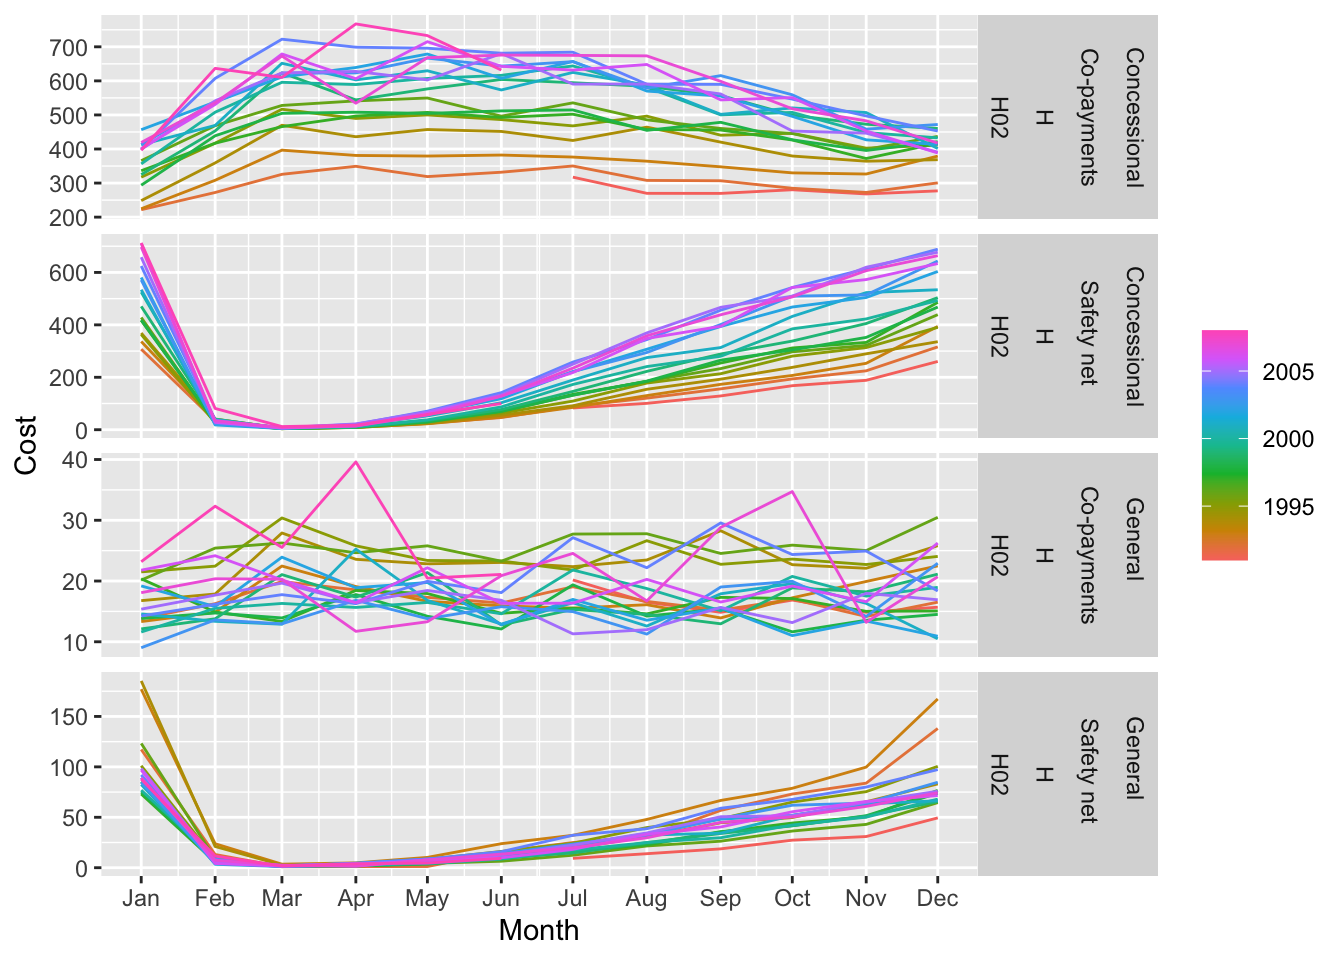 700
600
500
400
300
200
Concessional
Co-payments
H
H02
600
400
200
0
Concessional
Safety net
H
H02
40
30
20
10
General
Co-payments
H
H02
150
100
50
0
General
Safety net
H
H02
Jan Feb Mar Apr May Jun Jul Aug Sep Oct Nov Dec
Month
Cost
2005
2000
1995